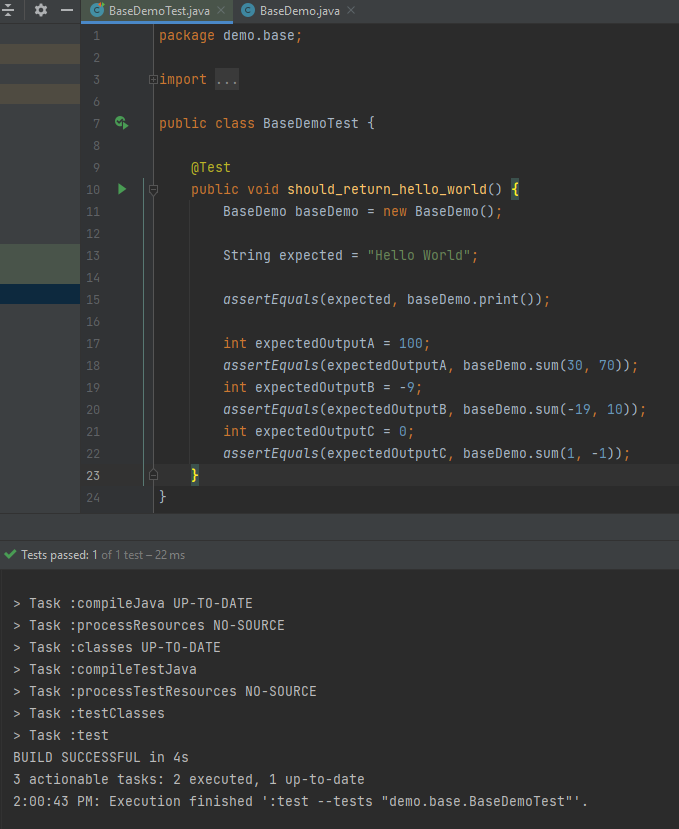 BaseDemoTest.java BaseDemo.java
1 package demo.base;
2
3 import ...
6
7 public class BaseDemoTest {
8
9 @Test
10 public void should_return_hello_world() {
11 BaseDemo baseDemo = new BaseDemo();
12
13 String expected = "Hello World";
14
15 assertEquals(expected, baseDemo.print());
16
17 int expectedOutputA = 100;
18 assertEquals(expectedOutputA, baseDemo.sum(30, 70));
19 int expectedOutputB = -9;
20 assertEquals(expectedOutputB, baseDemo.sum(-19, 10));
21 int expectedOutputC = 0;
22 assertEquals(expectedOutputC, baseDemo.sum(1, -1));
23 }
24 }
Tests passed: 1 of 1 test – 22 ms
> Task :compileJava UP-TO-DATE
> Task :processResources NO-SOURCE
> Task :classes UP-TO-DATE
> Task :compileTestJava
> Task :processTestResources NO-SOURCE
> Task :testClasses
> Task :test
BUILD SUCCESSFUL in 4s
3 actionable tasks: 2 executed, 1 up-to-date
2:00:43 PM: Execution finished ':test --tests "demo.base.BaseDemoTest"'.